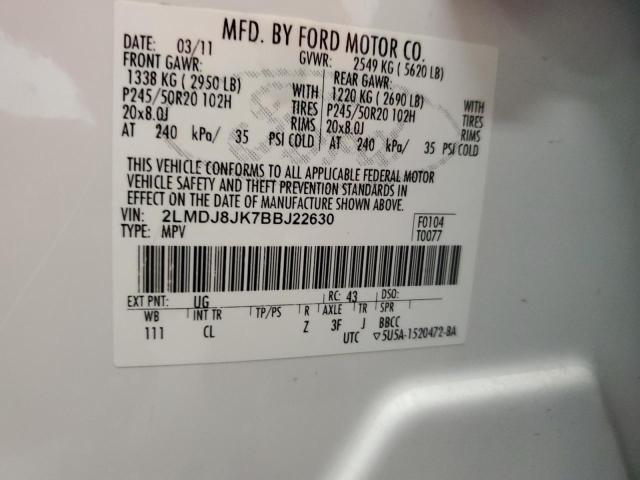 MFD. BY FORD MOTOR CO.
DATE: 03/11 GVWR: 2549 KG ( 5620 LB)
FRONT GAWR: REAR GAWR:
1338 KG ( 2950 LB) WITH 1220 KG ( 2690 LB) WITH
P245/50R20 102H TIRES P245/50R20 102H TIRES
20x8.0J RIMS 20x8.0J RIMS
AT 240 kPa/ 35 PSI COLD AT 240 kPa/ 35 PSI COLD
THIS VEHICLE CONFORMS TO ALL APPLICABLE FEDERAL MOTOR
VEHICLE SAFETY AND THEFT BUMPER PREVENTION STANDARDS IN
EFFECT ON THE DATE OF MANUFACTURE SHOWN ABOVE.
VIN: 2LMDJ8JK7BBJ22630 F0104
TYPE: MPV T0077
EXT PNT: UG RC: 43 DSO:
WB INT TR TP/PS R AXLE TR SPR
111 CL Z 3F J BBCC
UTC ▽5U5A-1520472-BA